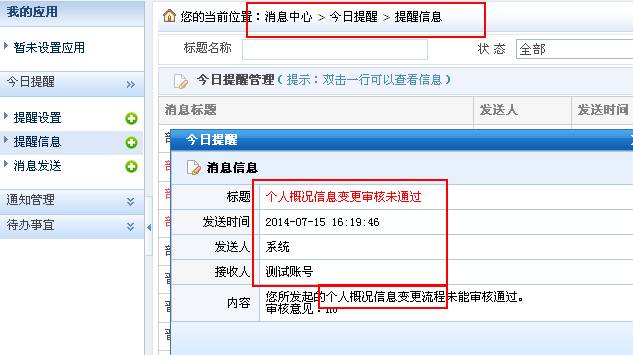 我的应用
暂未设置应用
今日提醒
提醒设置
提醒信息
消息发送
通知管理
待办事宜
您的当前位置：消息中心 > 今日提醒 > 提醒信息
标题名称
状 态 全部
今日提醒管理（提示：双击一行可以查看信息）
消息标题 发送人 发送时间
今日提醒
消息信息
标题 个人概况信息变更审核未通过
发送时间 2014-07-15 16:19:46
发送人 系统
接收人 测试账号
内容 您所发起的个人概况信息变更流程未能审核通过。
审核意见：no